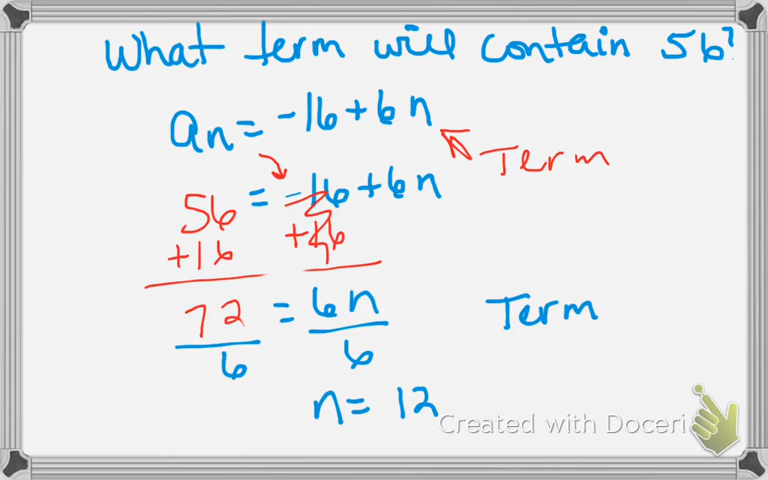 What term will contain 56?
an = -16 + 6n
Term
56 = -16 + 6n
+16 +16
72 = 6n
6 6
Term
n = 12
Created with Doceri